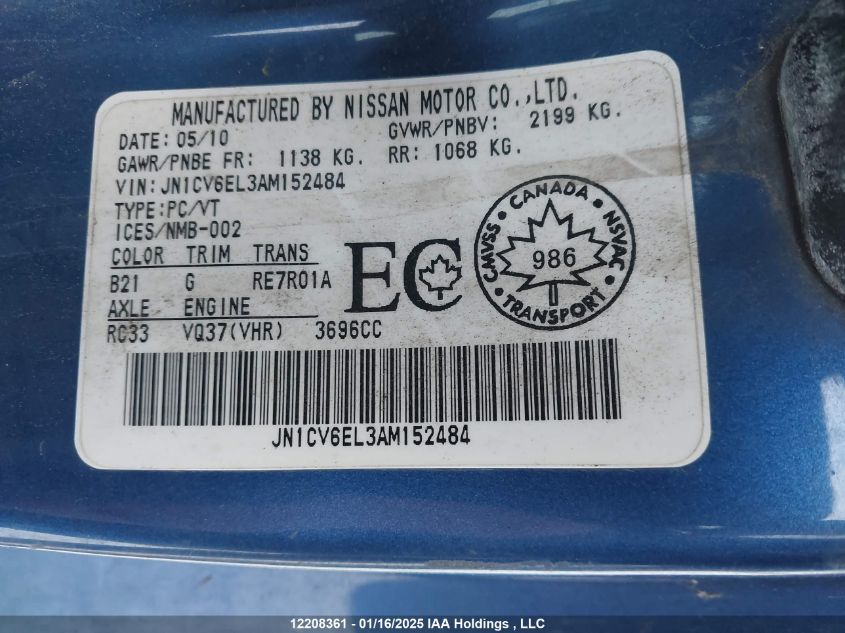 MANUFACTURED BY NISSAN MOTOR CO.,LTD.
DATE: 05/10 GVWR/PNBV: 2199 KG.
GAWR/PNBE FR: 1138 KG. RR: 1068 KG.
VIN: JN1CV6EL3AM152484
TYPE:PC/VT
ICES/NMB-002
COLOR TRIM TRANS
B21 G RE7R01A
AXLE ENGINE
RC33 VQ37(VHR) 3696CC
EC
CANADA
CMVSS NSVAC
986
TRANSPORT
JN1CV6EL3AM152484
12208361 - 01/16/2025 IAA Holdings , LLC